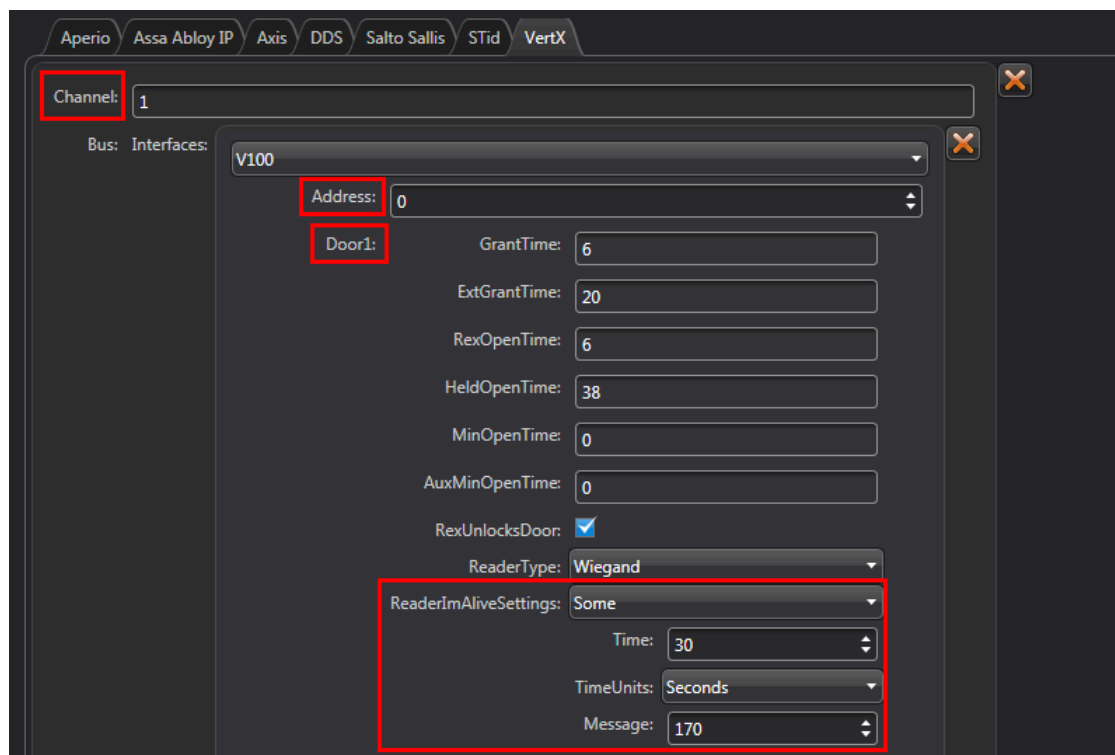 Aperio Assa Abloy IP Axis DDS Salto Sallis STid VertX
Channel: 1
Bus: Interfaces: V100
Address: 0
Door1: GrantTime: 6
ExtGrantTime: 20
RexOpenTime: 6
HeldOpenTime: 38
MinOpenTime: 0
AuxMinOpenTime: 0
RexUnlocksDoor:
ReaderType: Wiegand
ReaderImAliveSettings: Some
Time: 30
TimeUnits: Seconds
Message: 170